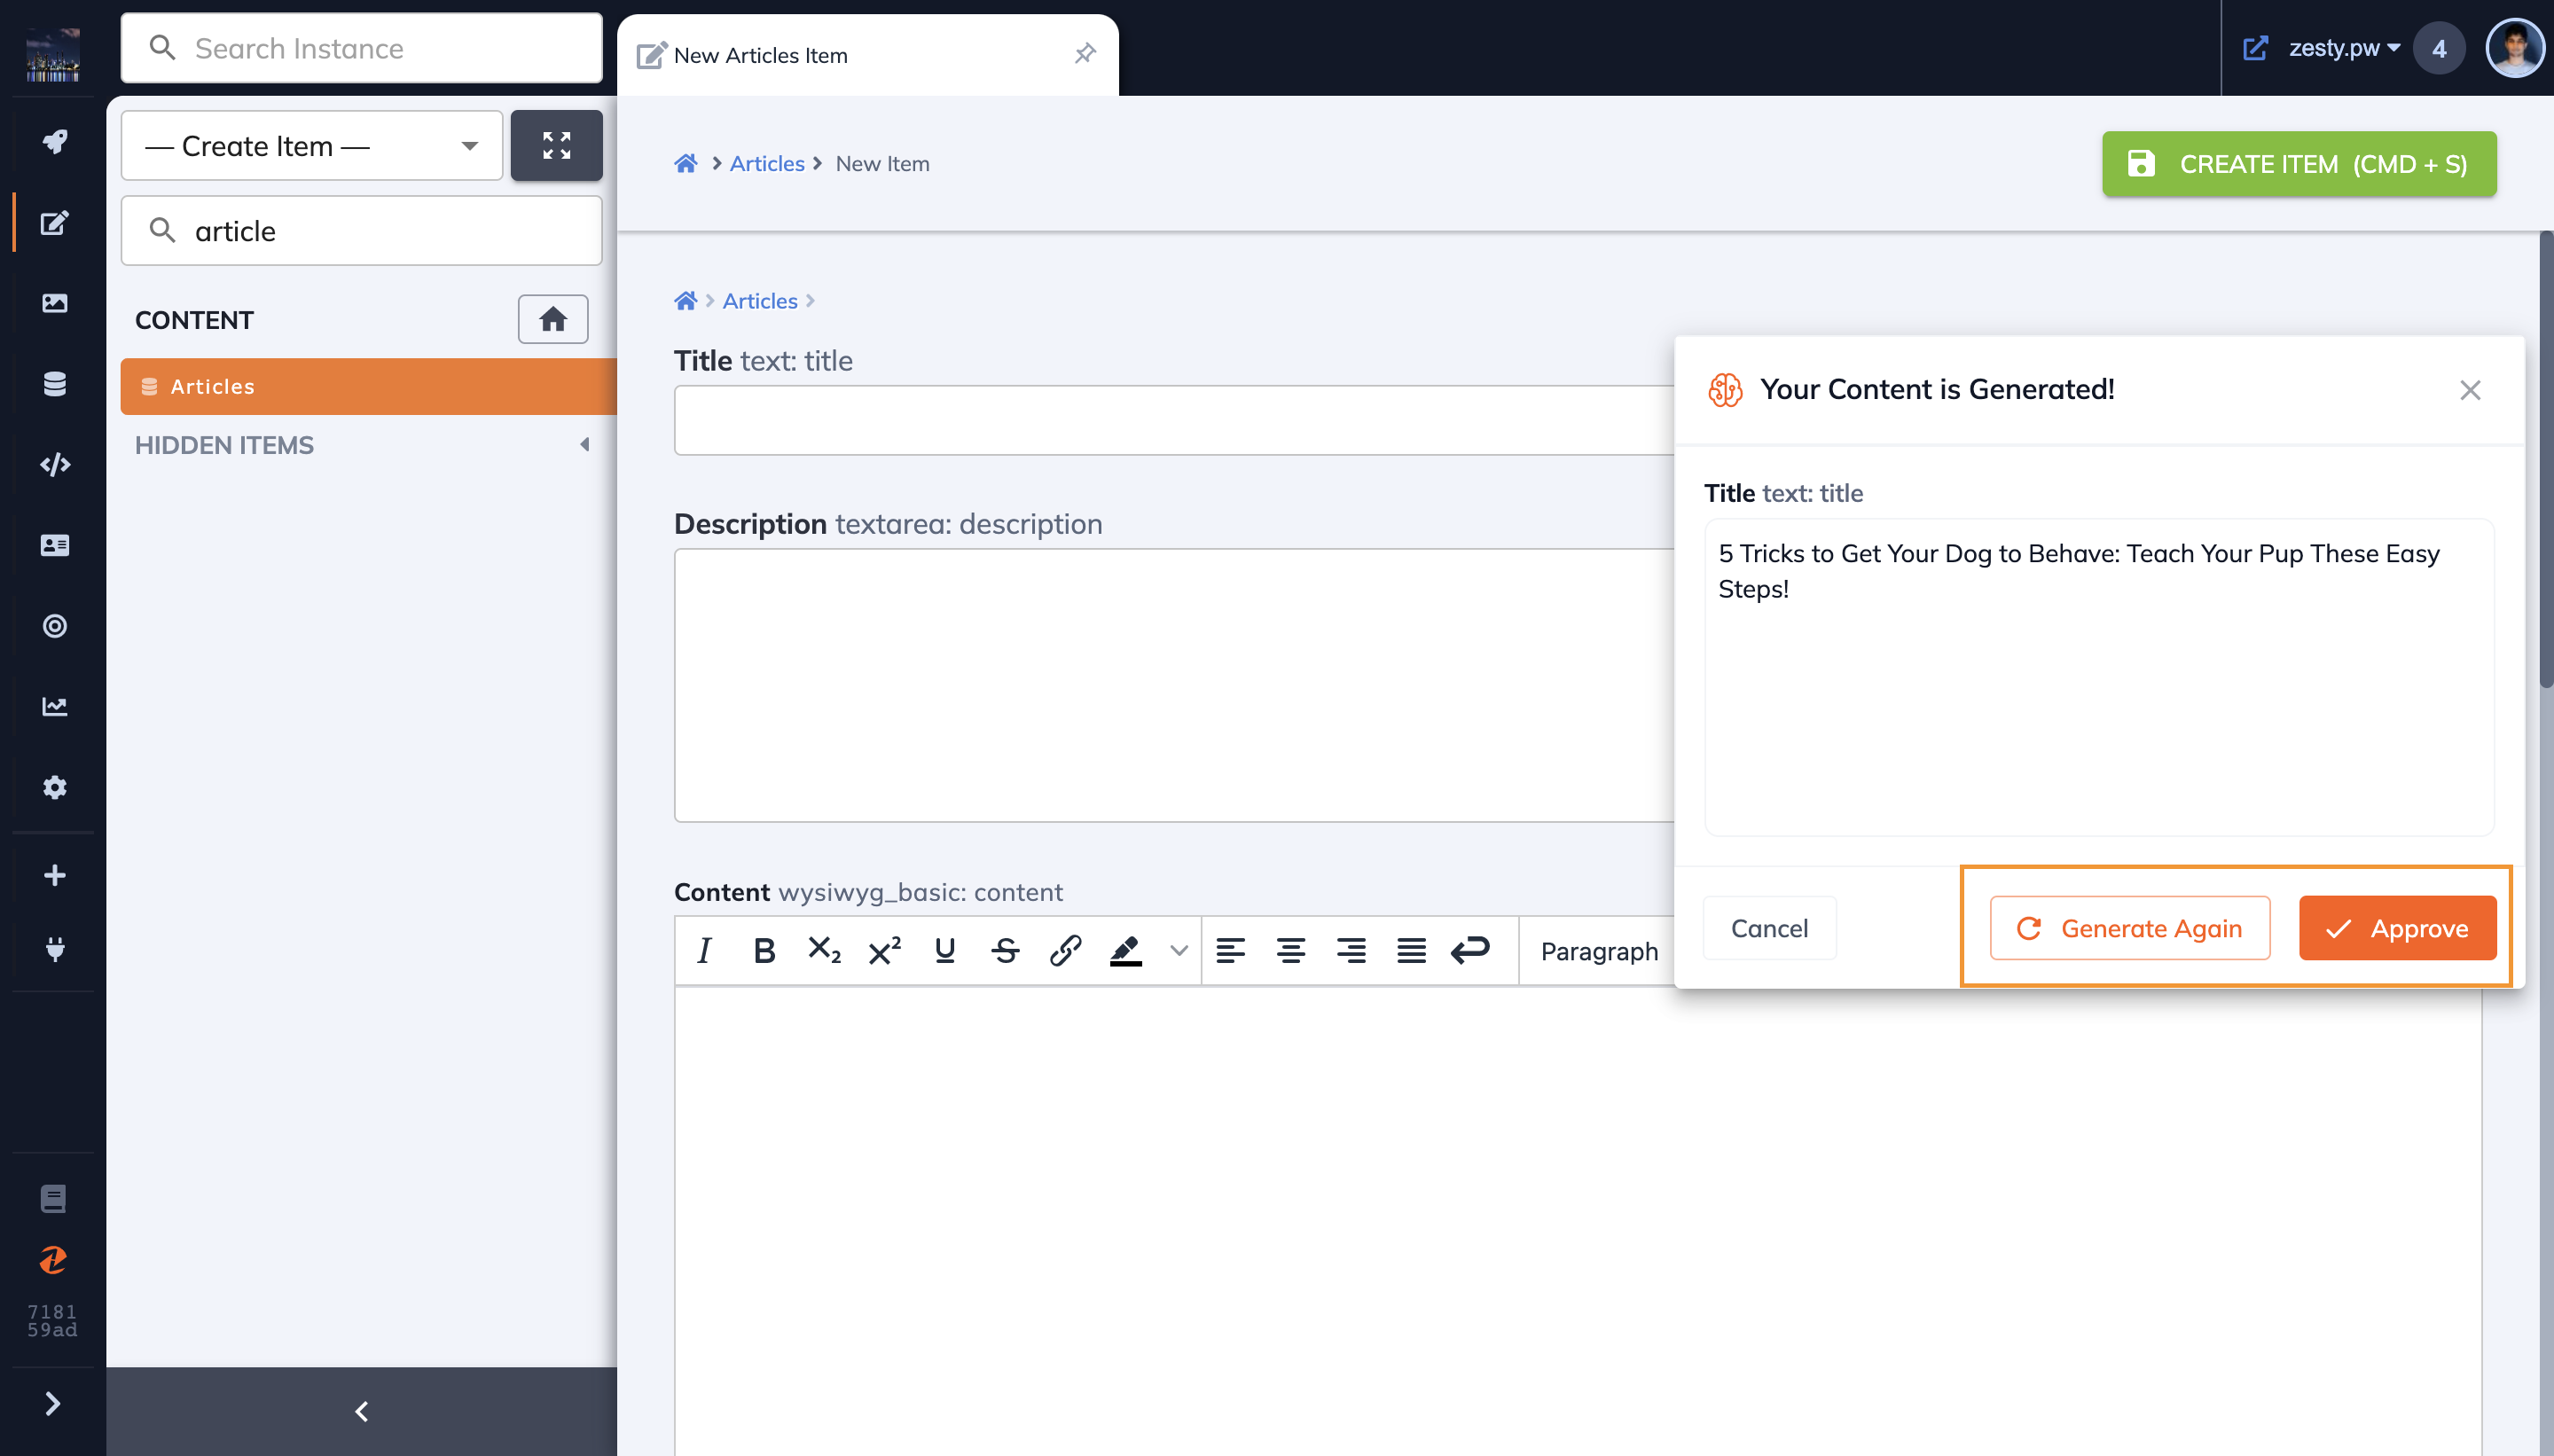 Search Instance
New Articles Item
zesty.pw
4
— Create Item —
article
CONTENT
Articles
HIDDEN ITEMS
7181
59ad
Articles
New Item
CREATE ITEM (CMD + S)
Articles
Title text: title
Description textarea: description
Content wysiwyg_basic: content
I B X₂ X² U S
Paragraph
Your Content is Generated!
Title text: title
5 Tricks to Get Your Dog to Behave: Teach Your Pup These Easy
Steps!
Cancel
Generate Again
Approve